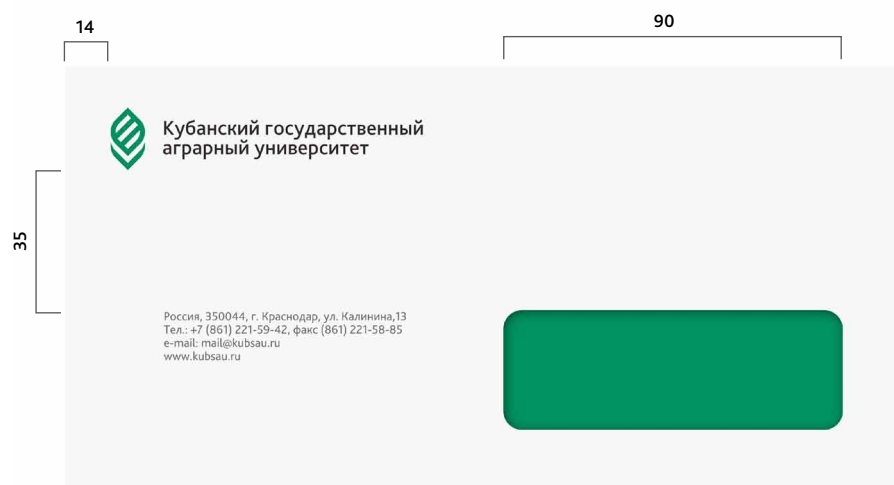 14
90
Кубанский государственный
аграрный университет
35
Россия, 350044, г. Краснодар, ул. Калинина,13
Тел.: +7 (861) 221-59-42, факс (861) 221-58-85
e-mail: mail@kubsau.ru
www.kubsau.ru